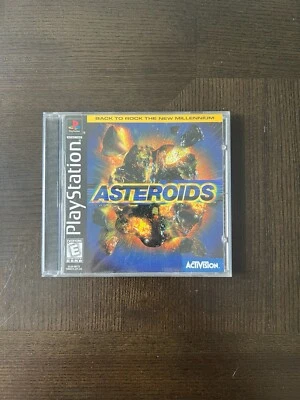 BACK TO ROCK THE NEW MILLENNIUM
PlayStation
ASTEROIDS
E
ACTIVISION